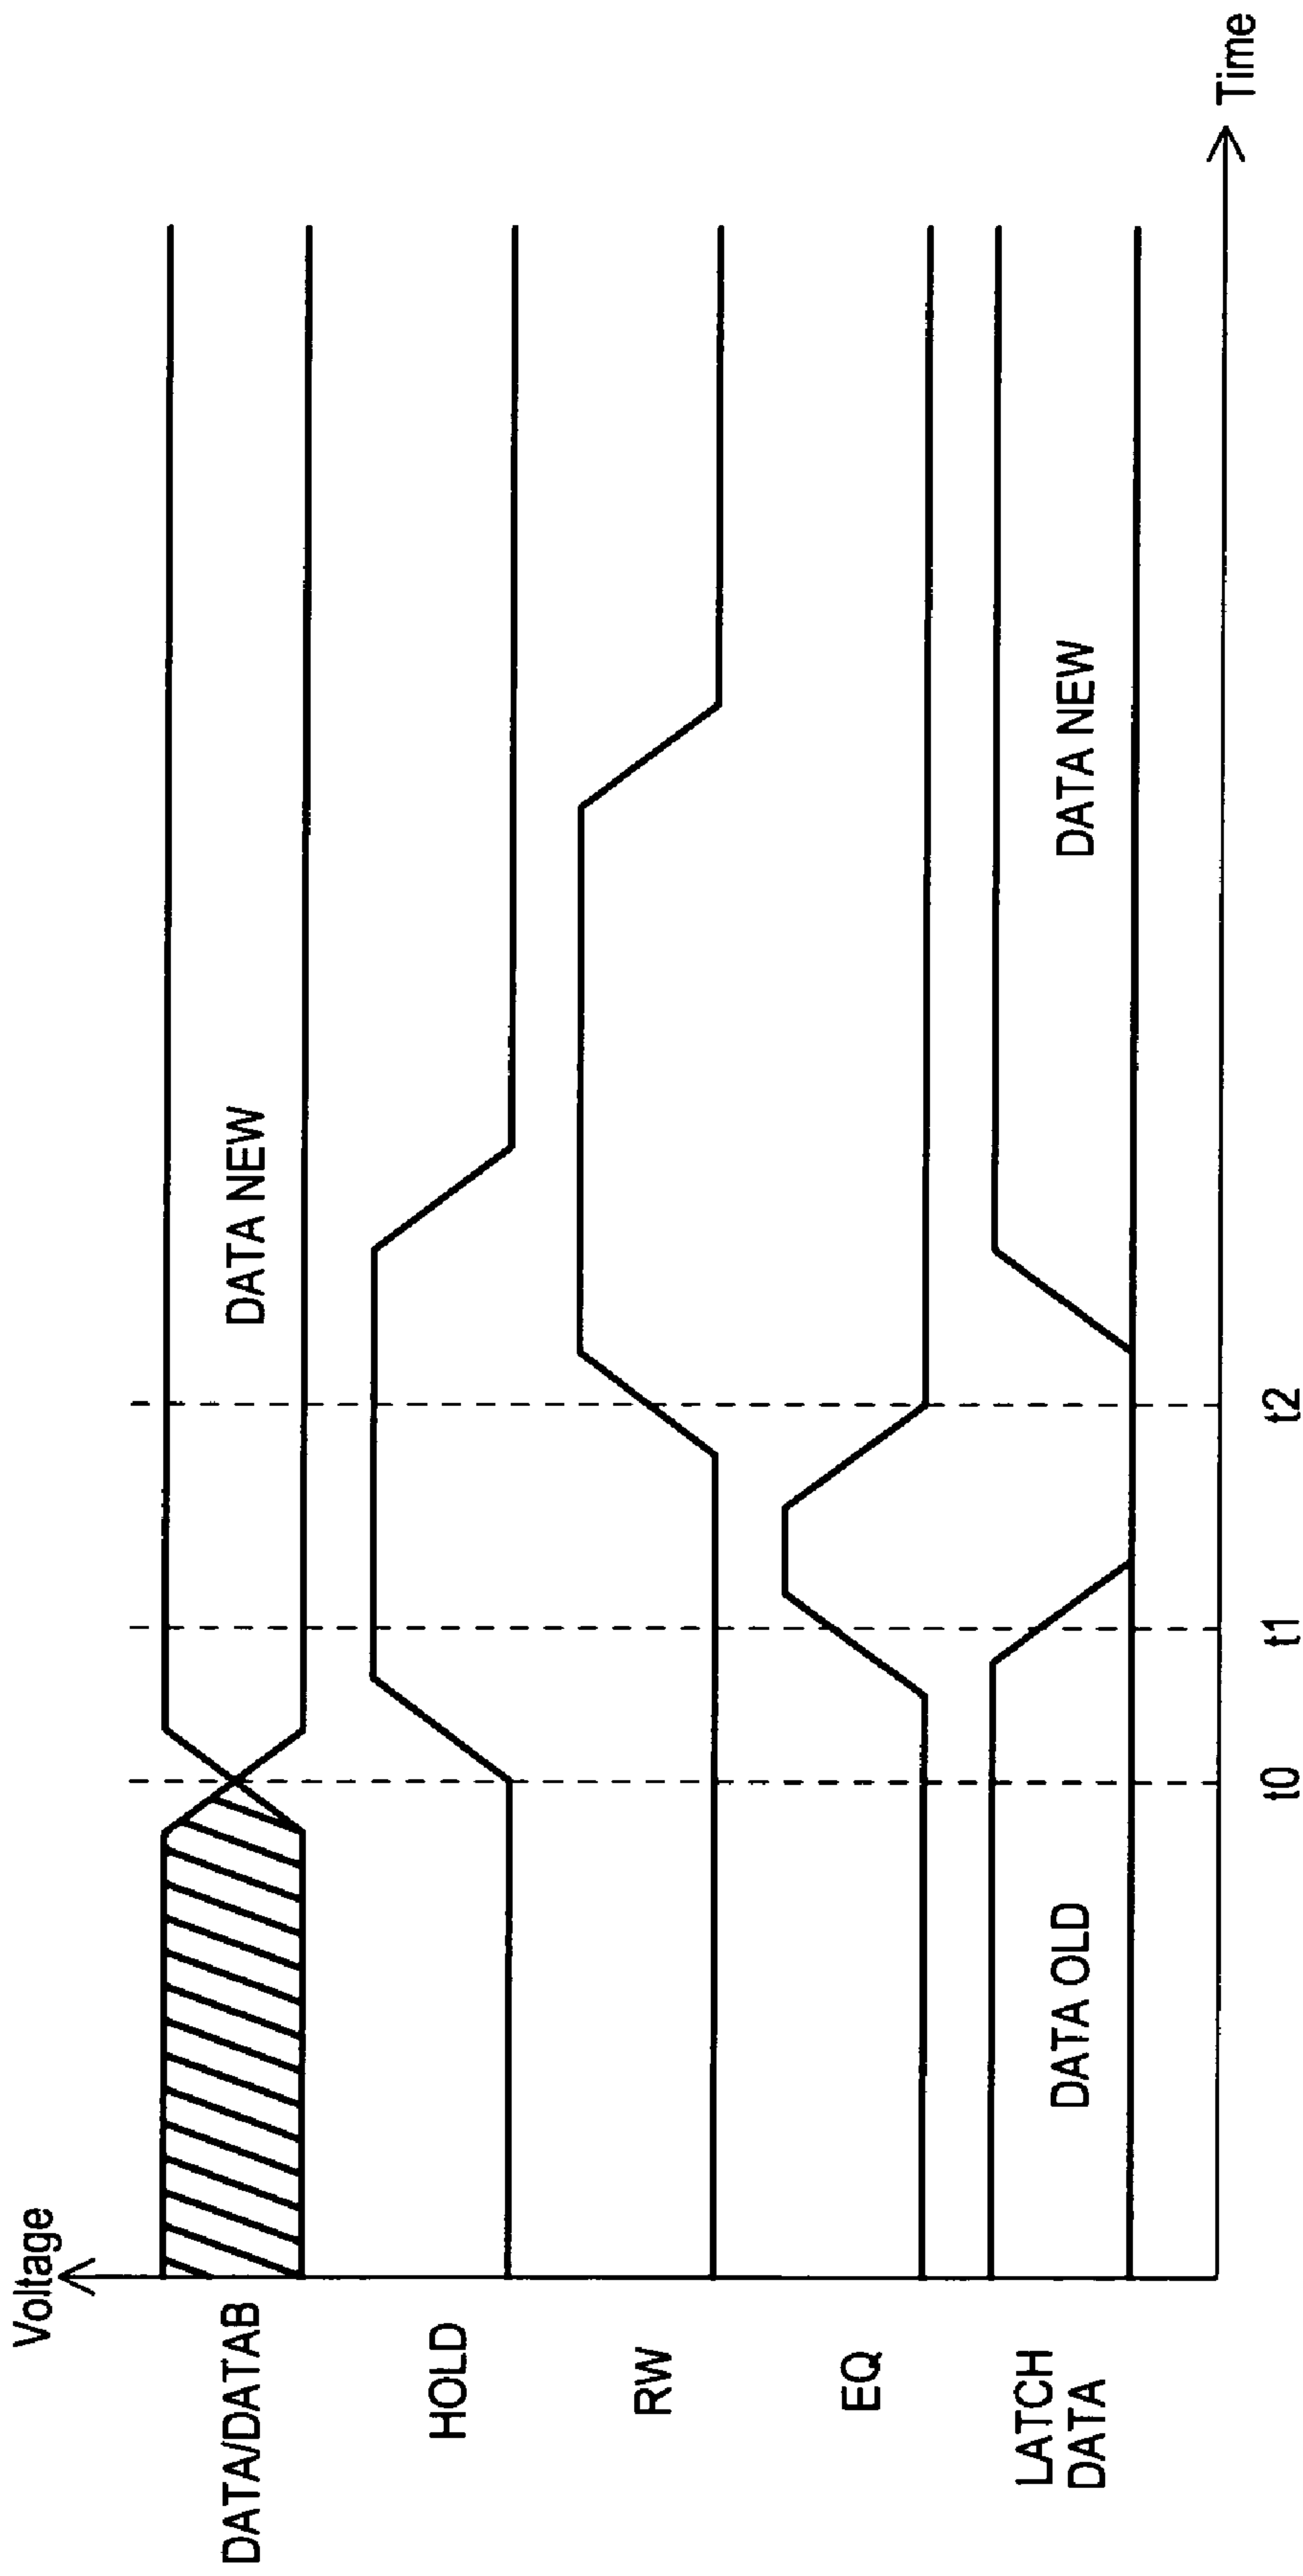 Voltage
DATA/DATAB
DATA NEW
HOLD
RW
EQ
LATCH
DATA
DATA OLD
DATA NEW
t0
t1
t2
Time